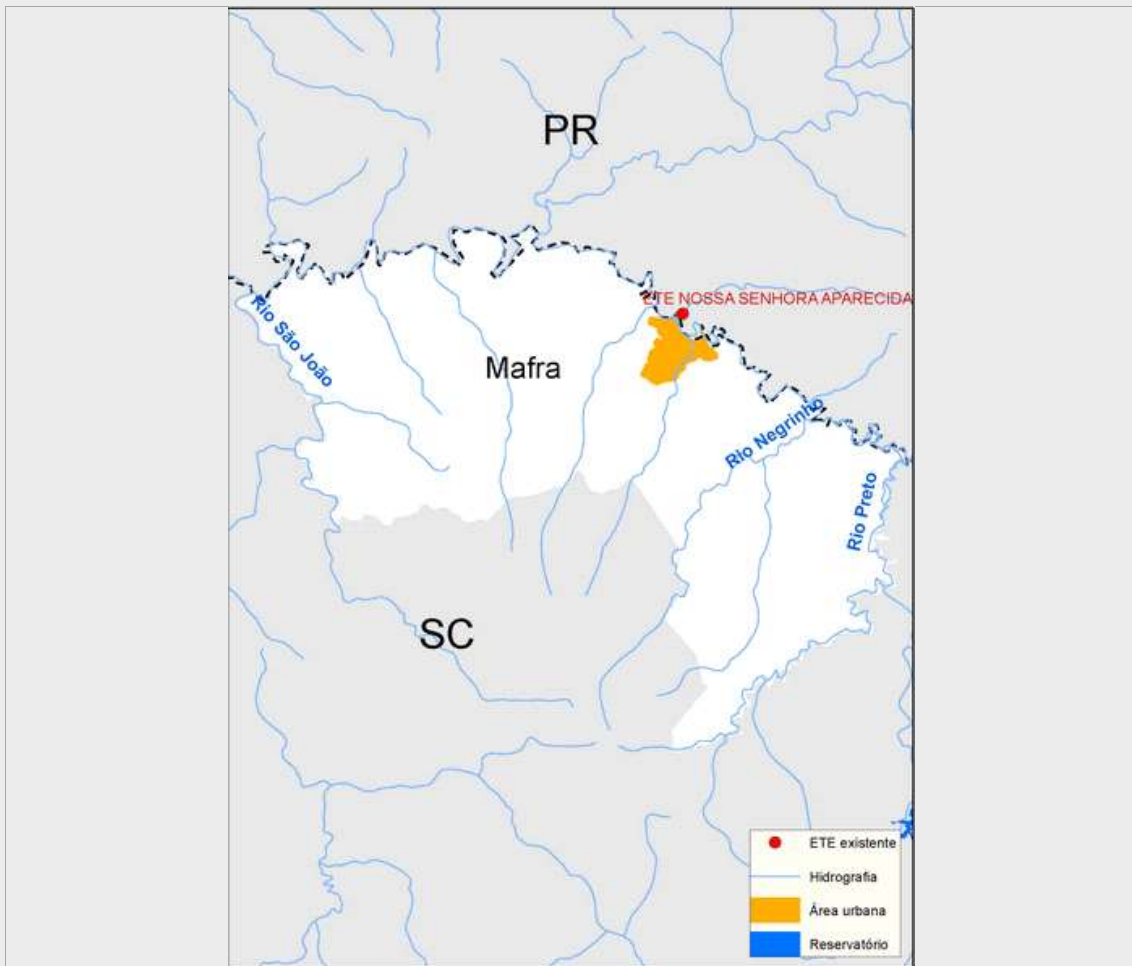 PR
ETE NOSSA SENHORA APARECIDA
Rio São João
Mafra
Rio Negrinho
Rio Preto
SC
ETE existente
Hidrografia
Área urbana
Reservatório